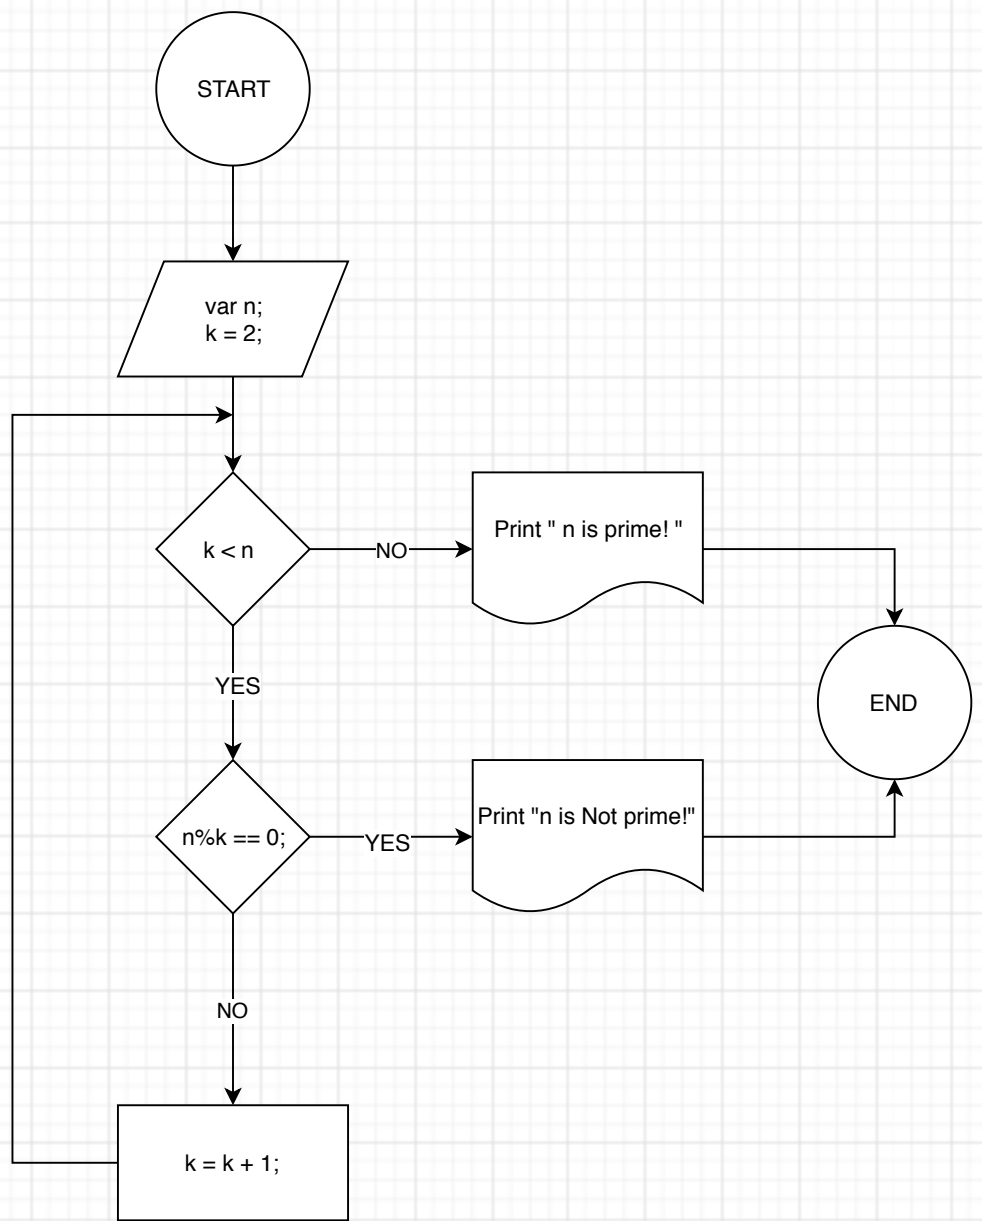 START
var n;
k = 2;
k < n
NO
Print " n is prime! "
YES
END
n%k == 0;
YES
Print "n is Not prime!"
NO
k = k + 1;